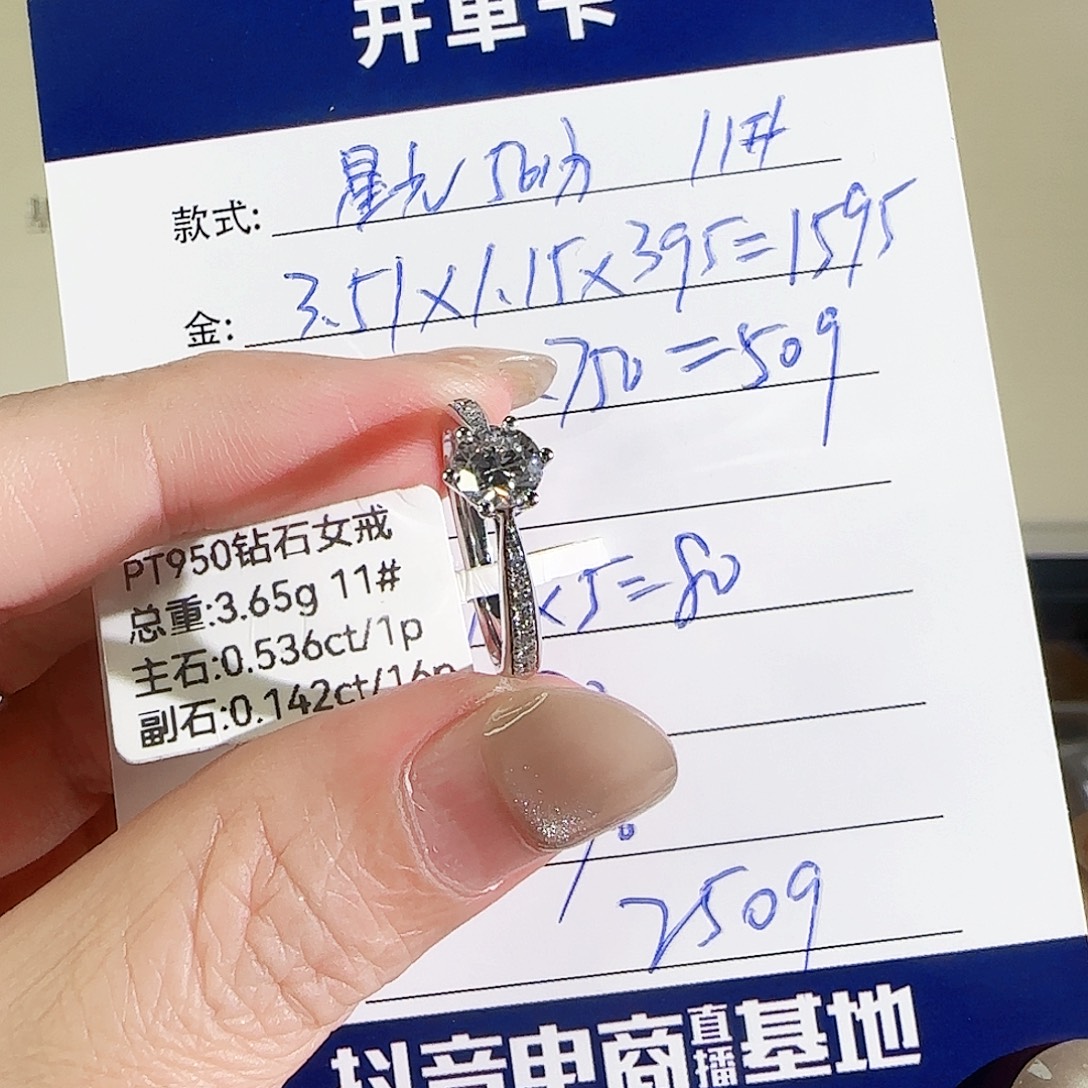 开单卡
款式: 星光 50分 11#
金: 3.51×1.15×395=1595
750=509
×5=80
2509
PT950钻石女戒
总重:3.65g 11#
主石:0.536ct/1p
副石:0.142ct/16p
抖音电商直播基地